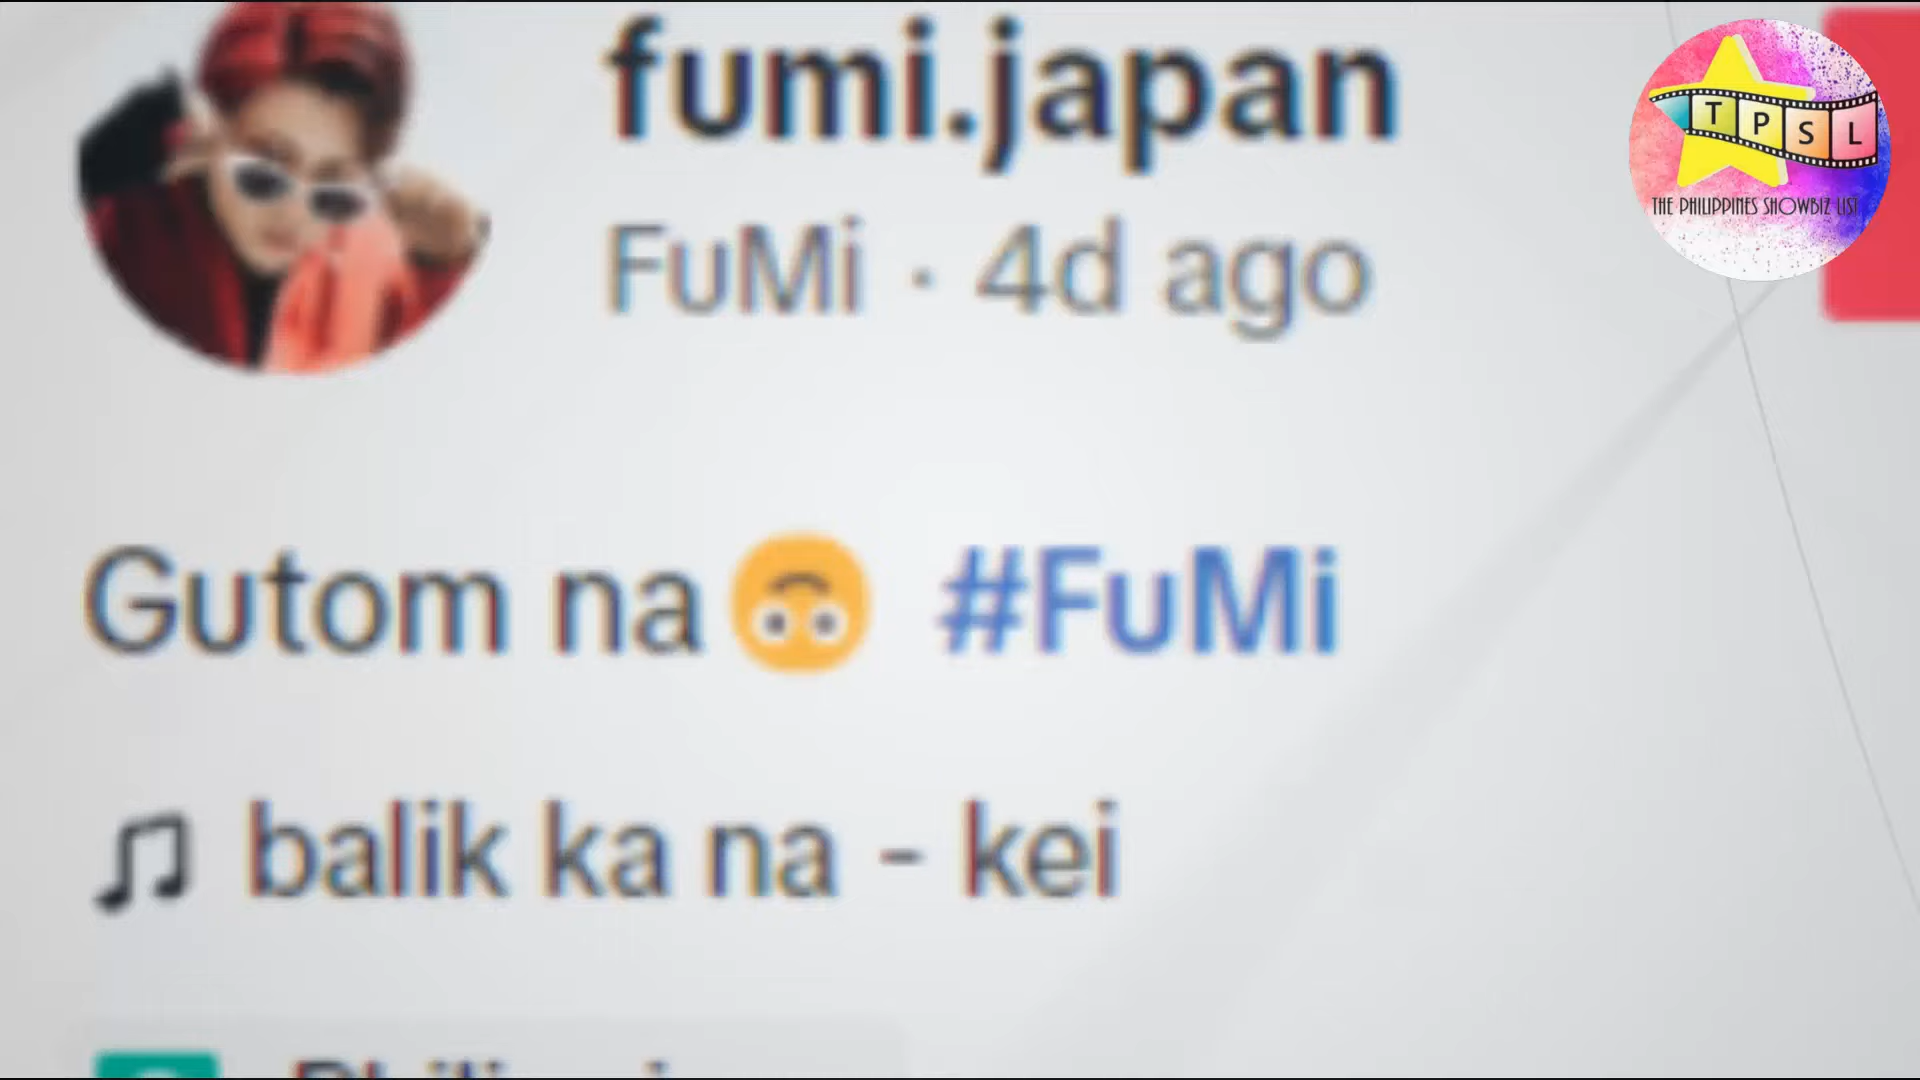 fumi.japan
FuMi · 4d ago
Gutom na🙃 #FuMi
balik ka na - kei
T P S L
THE PHILIPPINES SHOWBIZ LIST